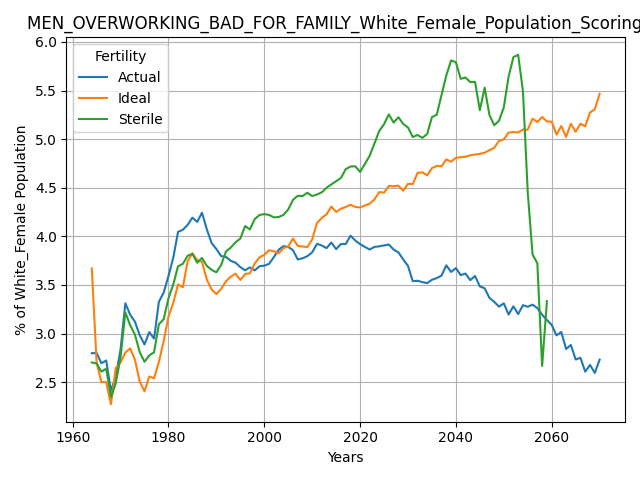 MEN_OVERWORKING_BAD_FOR_FAMILY_White_Female_Population_Scoring
6.0
5.5
5.0
4.5
4.0
3.5
3.0
2.5
% of White_Female Population
Fertility
Actual
Ideal
Sterile
1960 1980 2000 2020 2040 2060
Years